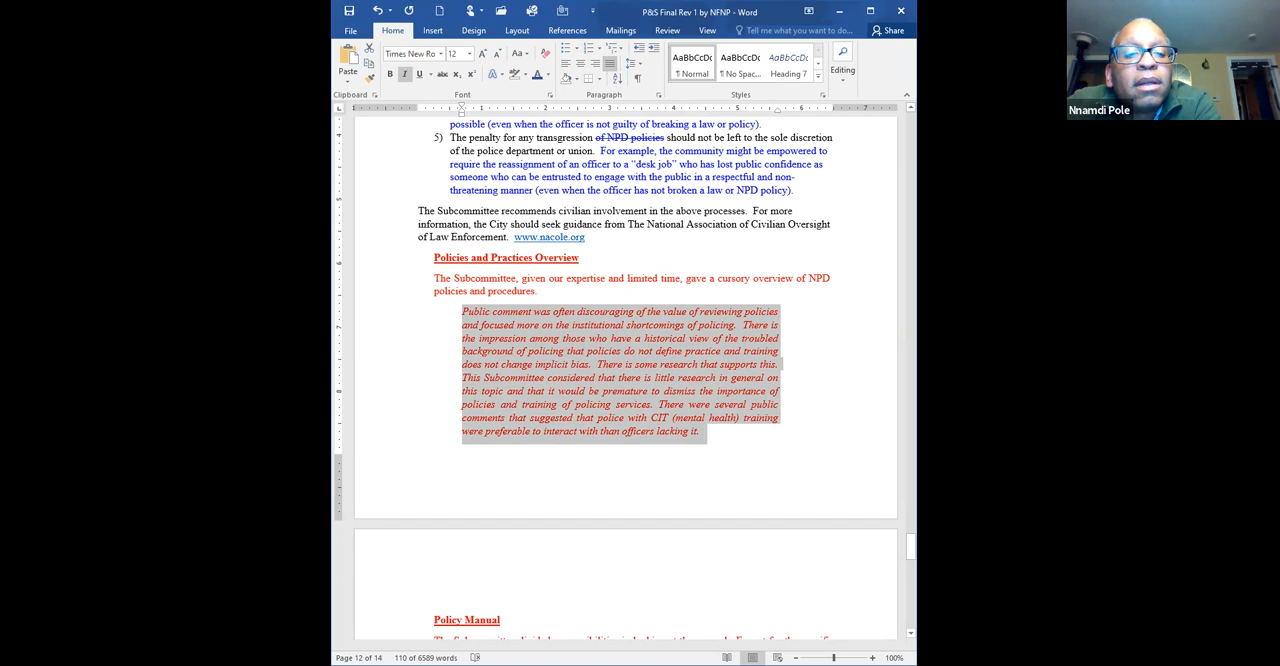 P&S Final Rev 1 by NFNP - Word
File Home Insert Draw Design Layout References Mailings Review View Tell me what you want to do... Share
Times New Ro 12 Aa
Paste
B I U abc x₂ x² A ab A
AaBbCcDc AaBbCcDc AaBbCcDc
¶ Normal ¶ No Spac... Heading 7
Editing
Clipboard Font Paragraph Styles
1 1 2 3 4 5 6 7
possible (even when the officer is not guilty of breaking a law or policy).
5) The penalty for any transgression of NPD policies should not be left to the sole discretion
of the police department or union. For example, the community might be empowered to
require the reassignment of an officer to a “desk job” who has lost public confidence as
someone who can be entrusted to engage with the public in a respectful and non-
threatening manner (even when the officer has not broken a law or NPD policy).
The Subcommittee recommends civilian involvement in the above processes. For more
information, the City should seek guidance from The National Association of Civilian Oversight
of Law Enforcement. www.nacole.org
Policies and Practices Overview
The Subcommittee, given our expertise and limited time, gave a cursory overview of NPD
policies and procedures.
Public comment was often discouraging of the value of reviewing policies
and focused more on the institutional shortcomings of policing. There is
the impression among those who have a historical view of the troubled
background of policing that policies do not define practice and training
does not change implicit bias. There is some research that supports this.
This Subcommittee considered that there is little research in general on
this topic and that it would be premature to dismiss the importance of
policies and training of policing services. There were several public
comments that suggested that police with CIT (mental health) training
were preferable to interact with than officers lacking it.
Policy Manual
Page 12 of 14 110 of 6589 words 100%
Nnamdi Pole